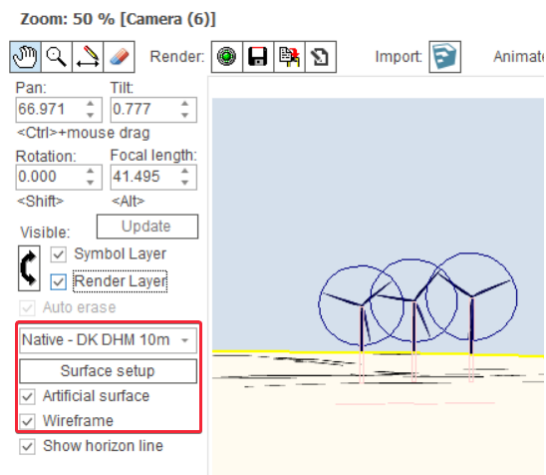 Zoom: 50 % [Camera (6)]
Render:
Import:
Animate
Pan:
Tilt:
66.971
0.777
<Ctrl>+mouse drag
Rotation:
Focal length:
0.000
41.495
<Shift>
<Alt>
Visible:
Update
Symbol Layer
Render Layer
Auto erase
Native - DK DHM 10m
Surface setup
Artificial surface
Wireframe
Show horizon line